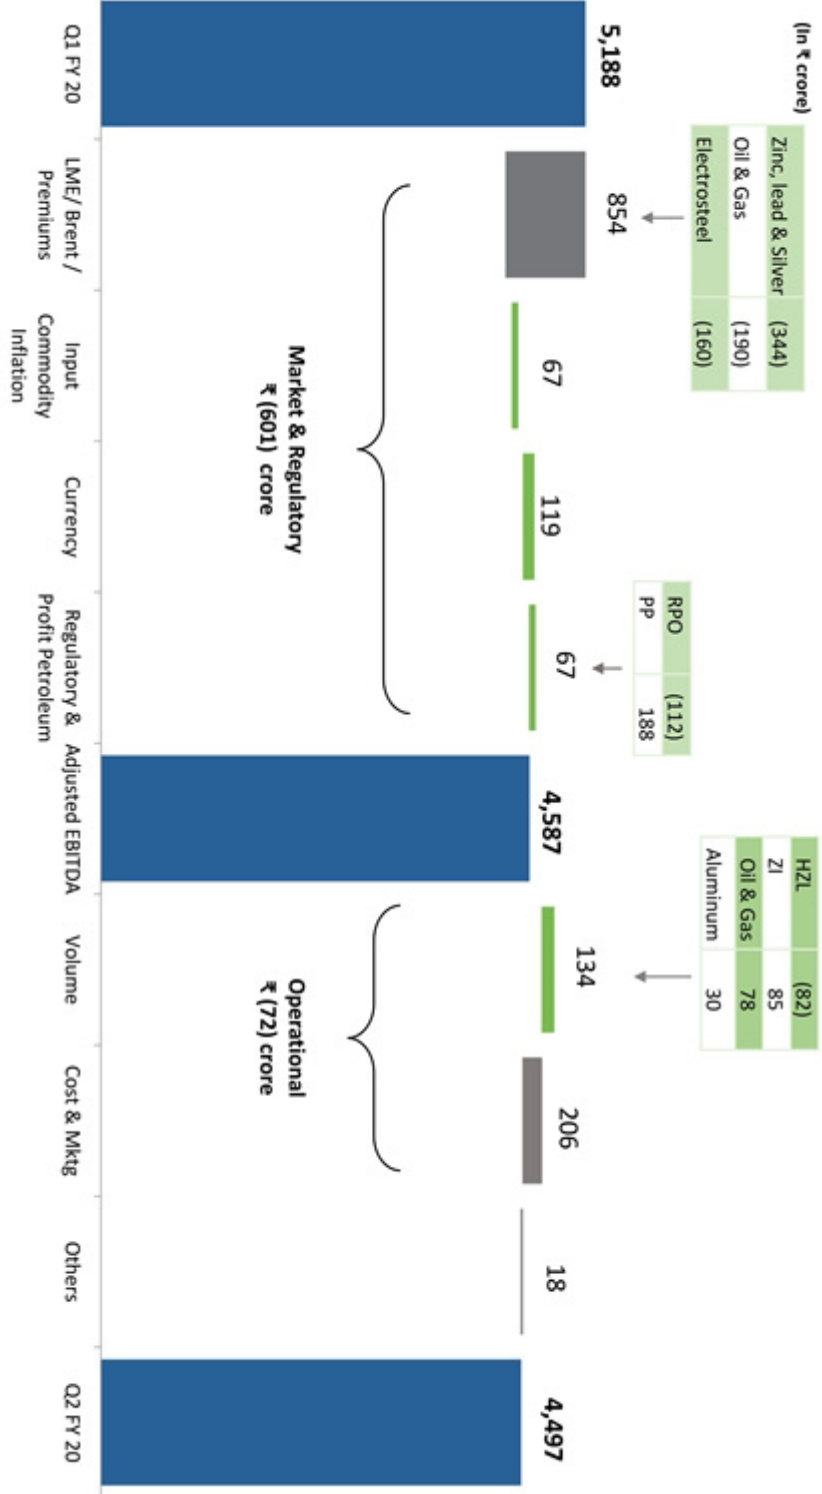 (In ₹ crore)
Zinc, lead & Silver (344)
Oil & Gas (190)
Electrosteel (160)
RPO (112)
PP 188
HZL (82)
ZI 85
Oil & Gas 78
Aluminum 30
5,188
854
67
119
67
4,587
134
206
18
4,497
Market & Regulatory
₹ (601) crore
Operational
₹ (72) crore
Q1 FY 20
LME/ Brent /
Premiums
Input
Commodity
Inflation
Currency
Regulatory &
Profit Petroleum
Adjusted EBITDA
Volume
Cost & Mktg
Others
Q2 FY 20